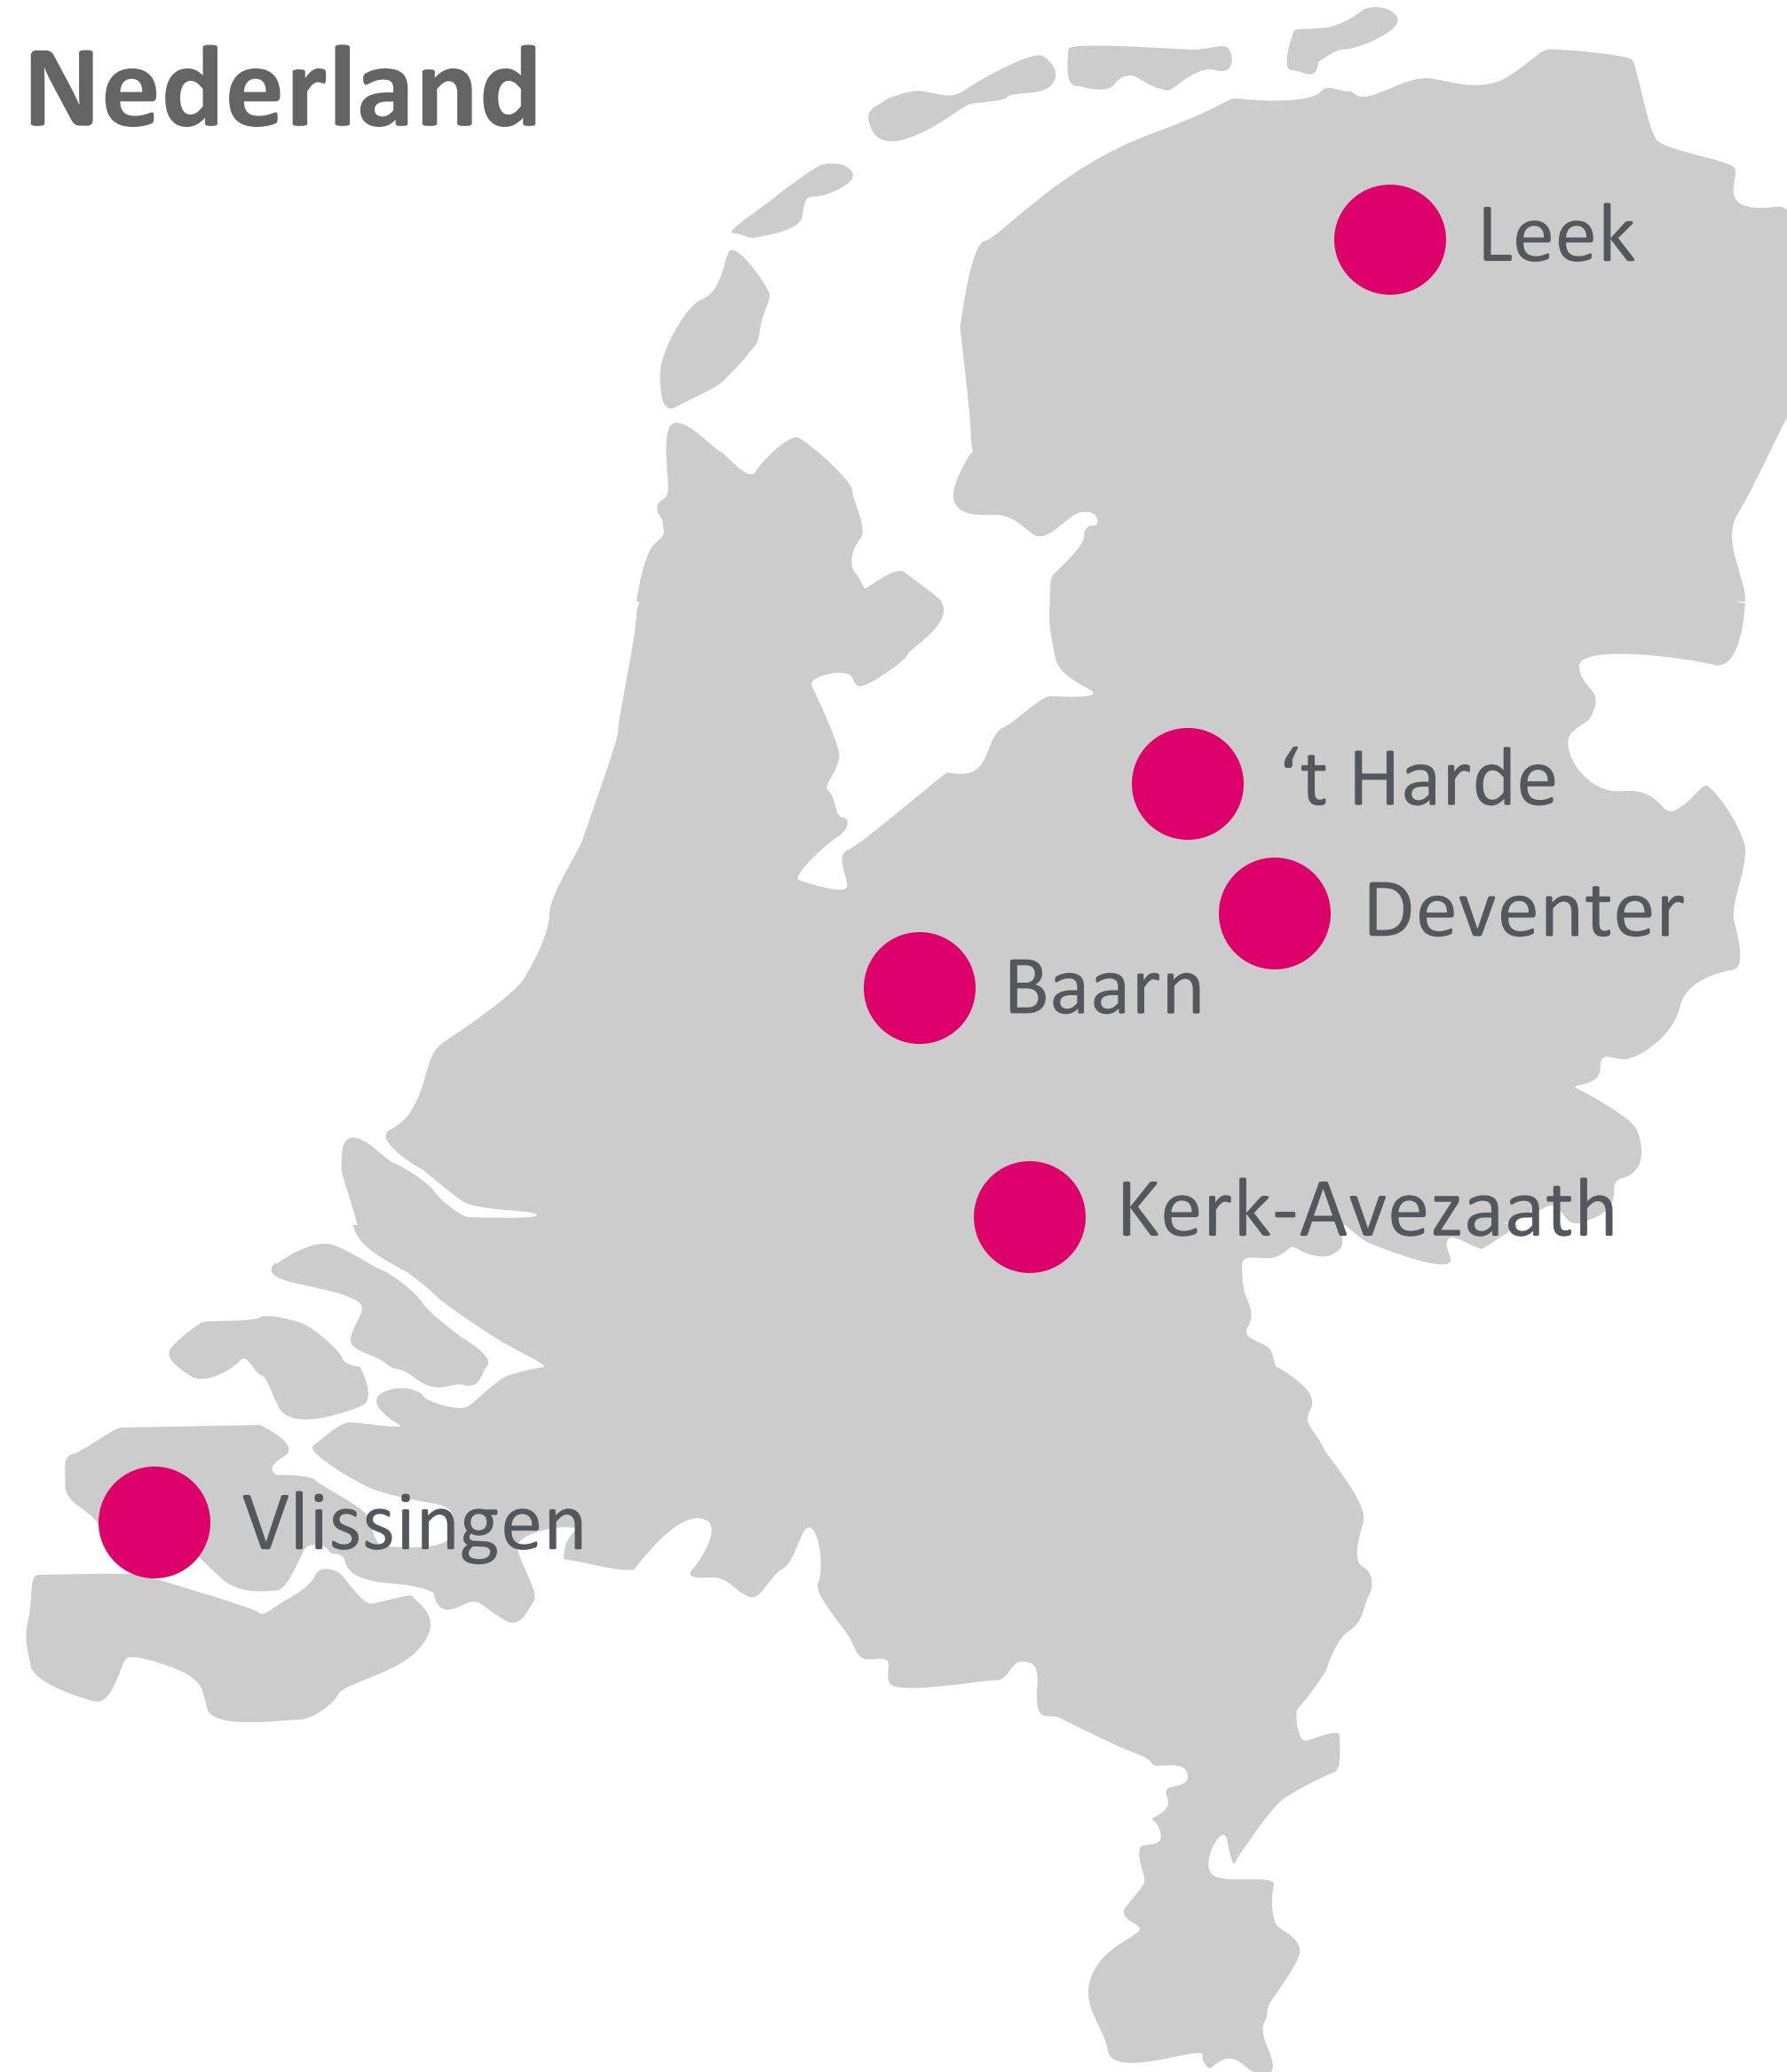 Nederland
Leek
‘t Harde
Deventer
Baarn
Kerk-Avezaath
Vlissingen